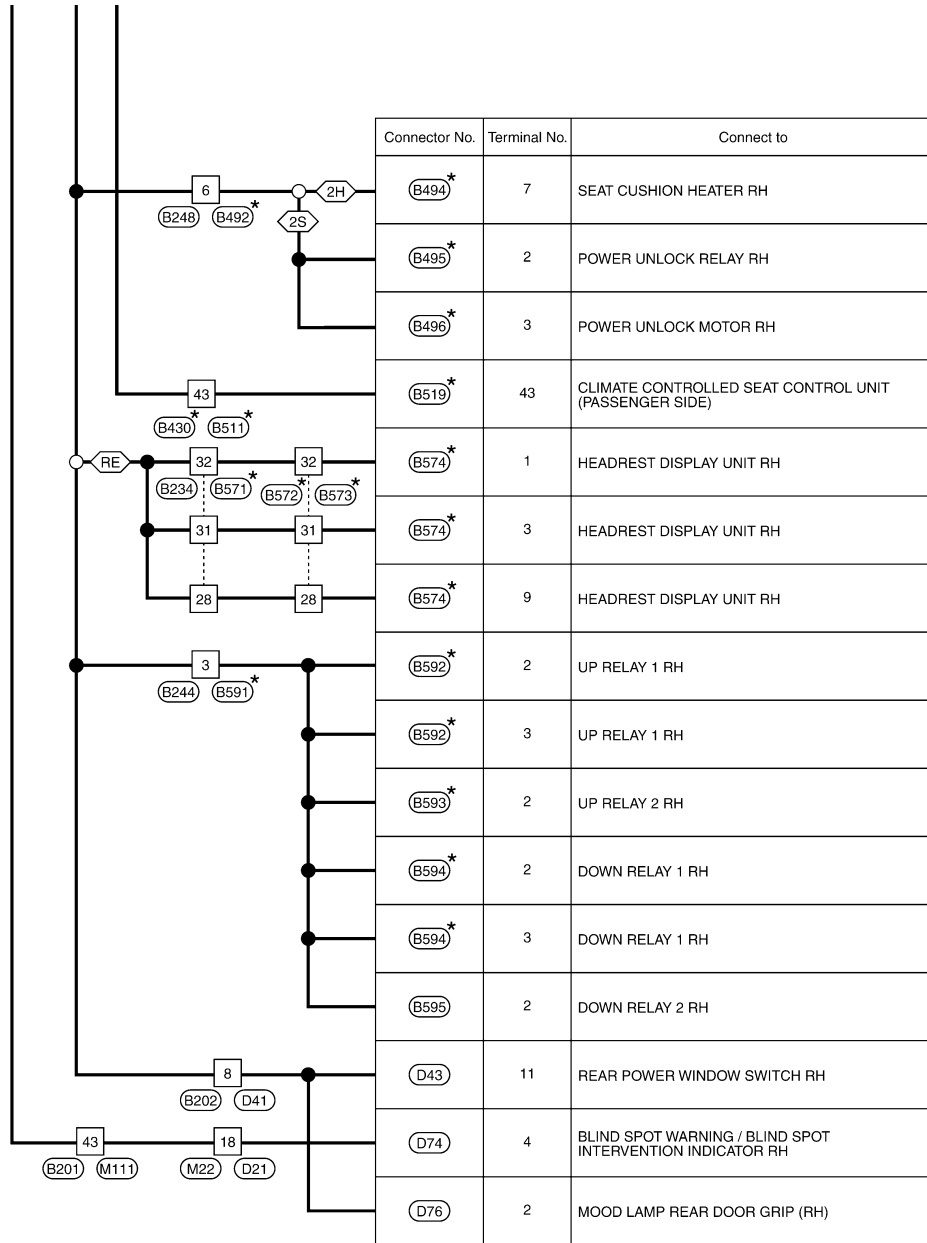 Connector No. Terminal No. Connect to
6 2H B494* 7 SEAT CUSHION HEATER RH
B248 B492* 2S
B495* 2 POWER UNLOCK RELAY RH
B496* 3 POWER UNLOCK MOTOR RH
43 B519* 43 CLIMATE CONTROLLED SEAT CONTROL UNIT
(PASSENGER SIDE)
B430* B511*
RE 32 32 B574* 1 HEADREST DISPLAY UNIT RH
B234 B571* B572* B573*
31 31 B574* 3 HEADREST DISPLAY UNIT RH
28 28 B574* 9 HEADREST DISPLAY UNIT RH
3 B592* 2 UP RELAY 1 RH
B244 B591*
B592* 3 UP RELAY 1 RH
B593* 2 UP RELAY 2 RH
B594* 2 DOWN RELAY 1 RH
B594* 3 DOWN RELAY 1 RH
B595 2 DOWN RELAY 2 RH
8 D43 11 REAR POWER WINDOW SWITCH RH
B202 D41
43 18 D74 4 BLIND SPOT WARNING / BLIND SPOT
INTERVENTION INDICATOR RH
B201 M111 M22 D21
D76 2 MOOD LAMP REAR DOOR GRIP (RH)